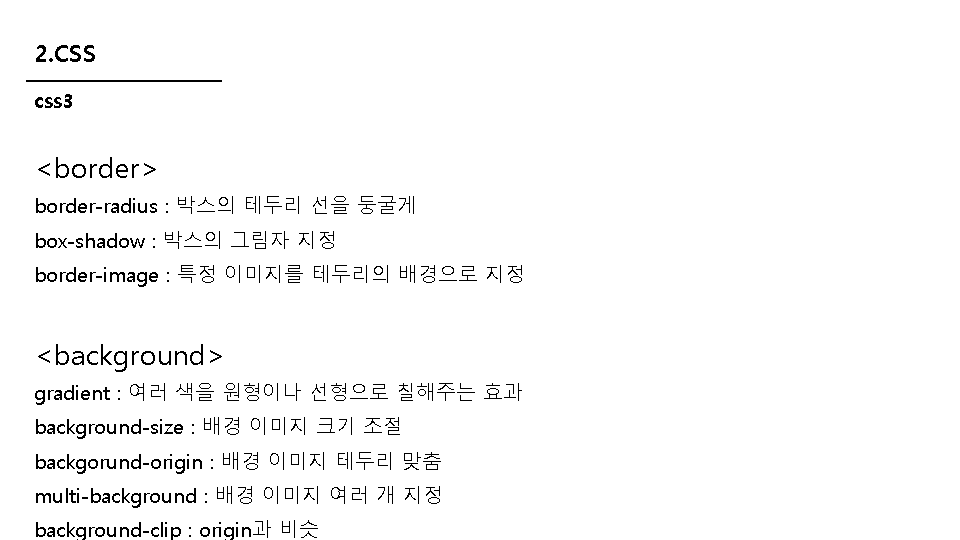 2.CSS
css3
<border>
border-radius : 박스의 테두리 선을 둥굴게
box-shadow : 박스의 그림자 지정
border-image : 특정 이미지를 테두리의 배경으로 지정
<background>
gradient : 여러 색을 원형이나 선형으로 칠해주는 효과
background-size : 배경 이미지 크기 조절
backgorund-origin : 배경 이미지 테두리 맞춤
multi-background : 배경 이미지 여러 개 지정
background-clip : origin과 비슷